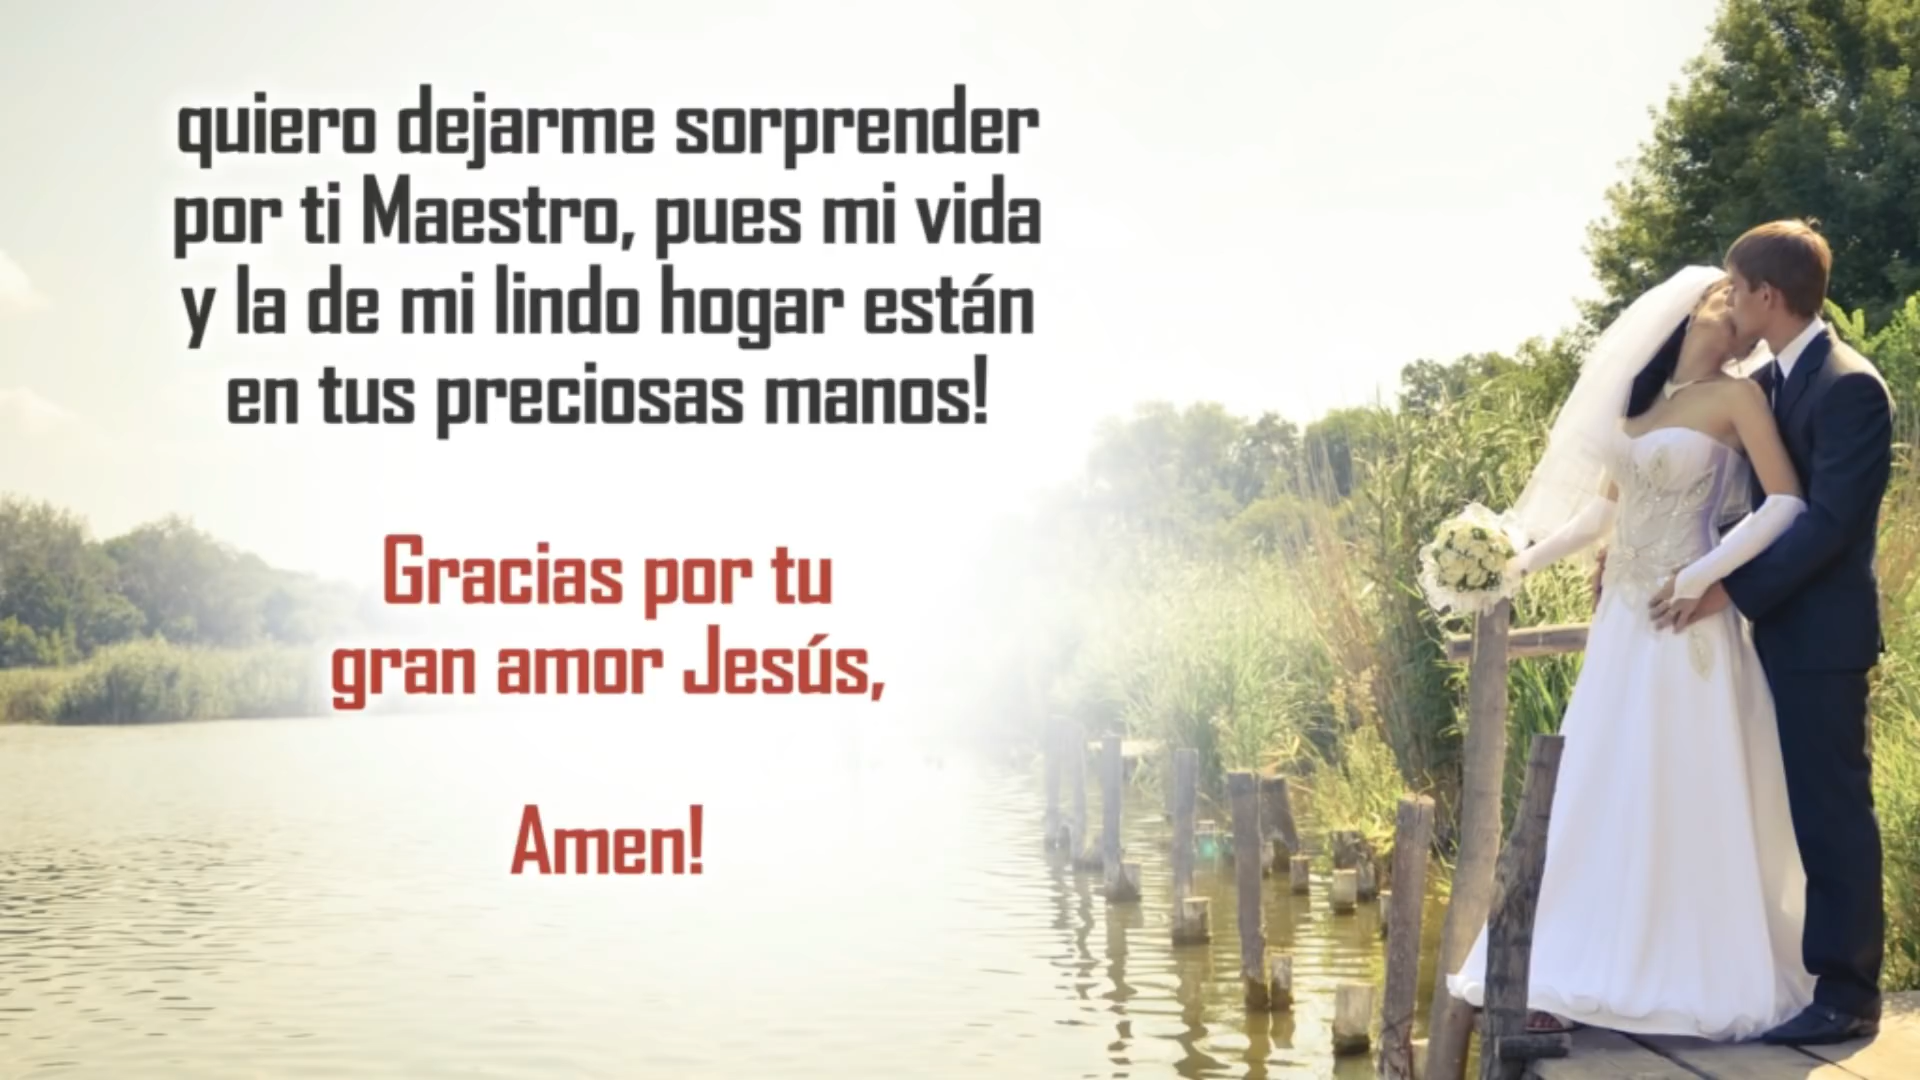 quiero dejarme sorprender
por ti Maestro, pues mi vida
y la de mi lindo hogar están
en tus preciosas manos!
Gracias por tu
gran amor Jesús,
Amen!